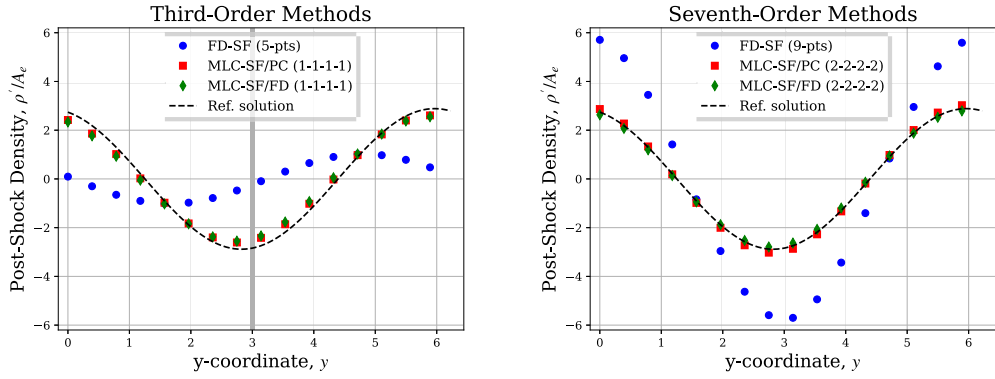 Third-Order Methods
FD-SF (5-pts)
MLC-SF/PC (1-1-1-1)
MLC-SF/FD (1-1-1-1)
Ref. solution
Post-Shock Density, ρ′/Aₑ
6
4
2
0
−2
−4
−6
0 1 2 3 4 5 6
y-coordinate, y
Seventh-Order Methods
FD-SF (9-pts)
MLC-SF/PC (2-2-2-2)
MLC-SF/FD (2-2-2-2)
Ref. solution
Post-Shock Density, ρ′/Aₑ
6
4
2
0
−2
−4
−6
0 1 2 3 4 5 6
y-coordinate, y